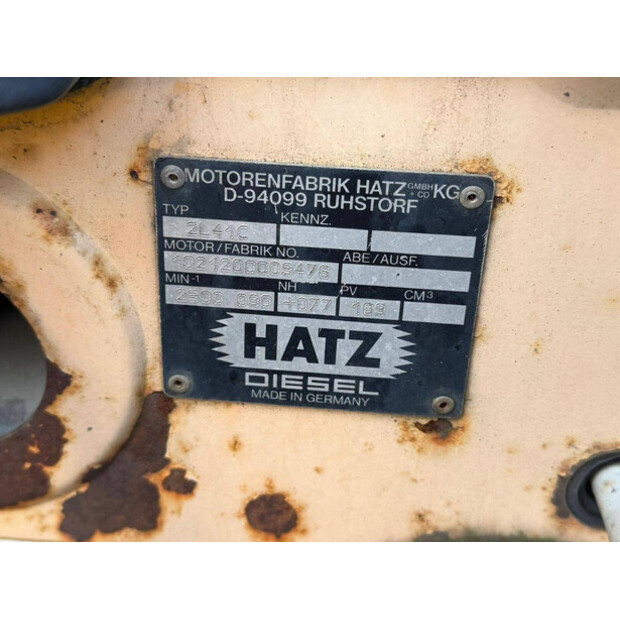 MOTORENFABRIK HATZ GMBH + CO KG
D-94099 RUHSTORF
TYP KENNZ.
2L41C
MOTOR/FABRIK NO. ABE/AUSF.
MIN-1 NH PV CM3
169
HATZ
DIESEL
MADE IN GERMANY